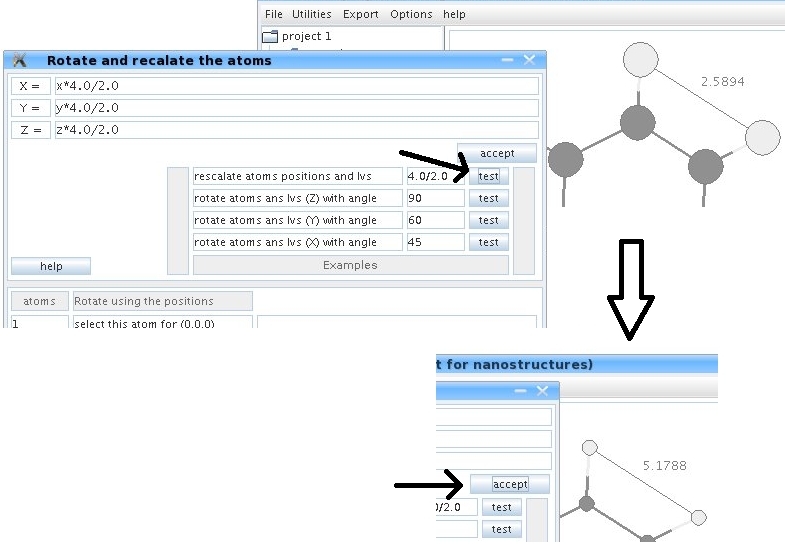 File Utilities Export Options help
project 1
Rotate and recalate the atoms
X = x*4.0/2.0
Y = y*4.0/2.0
Z = z*4.0/2.0
accept
rescalate atoms positions and lvs 4.0/2.0 test
rotate atoms ans lvs (Z) with angle 90 test
rotate atoms ans lvs (Y) with angle 60 test
rotate atoms ans lvs (X) with angle 45 test
help Examples
atoms Rotate using the positions
1 select this atom for (0.0.0)
2.5894
t for nanostructures)
accept
/2.0 test
test
5.1788